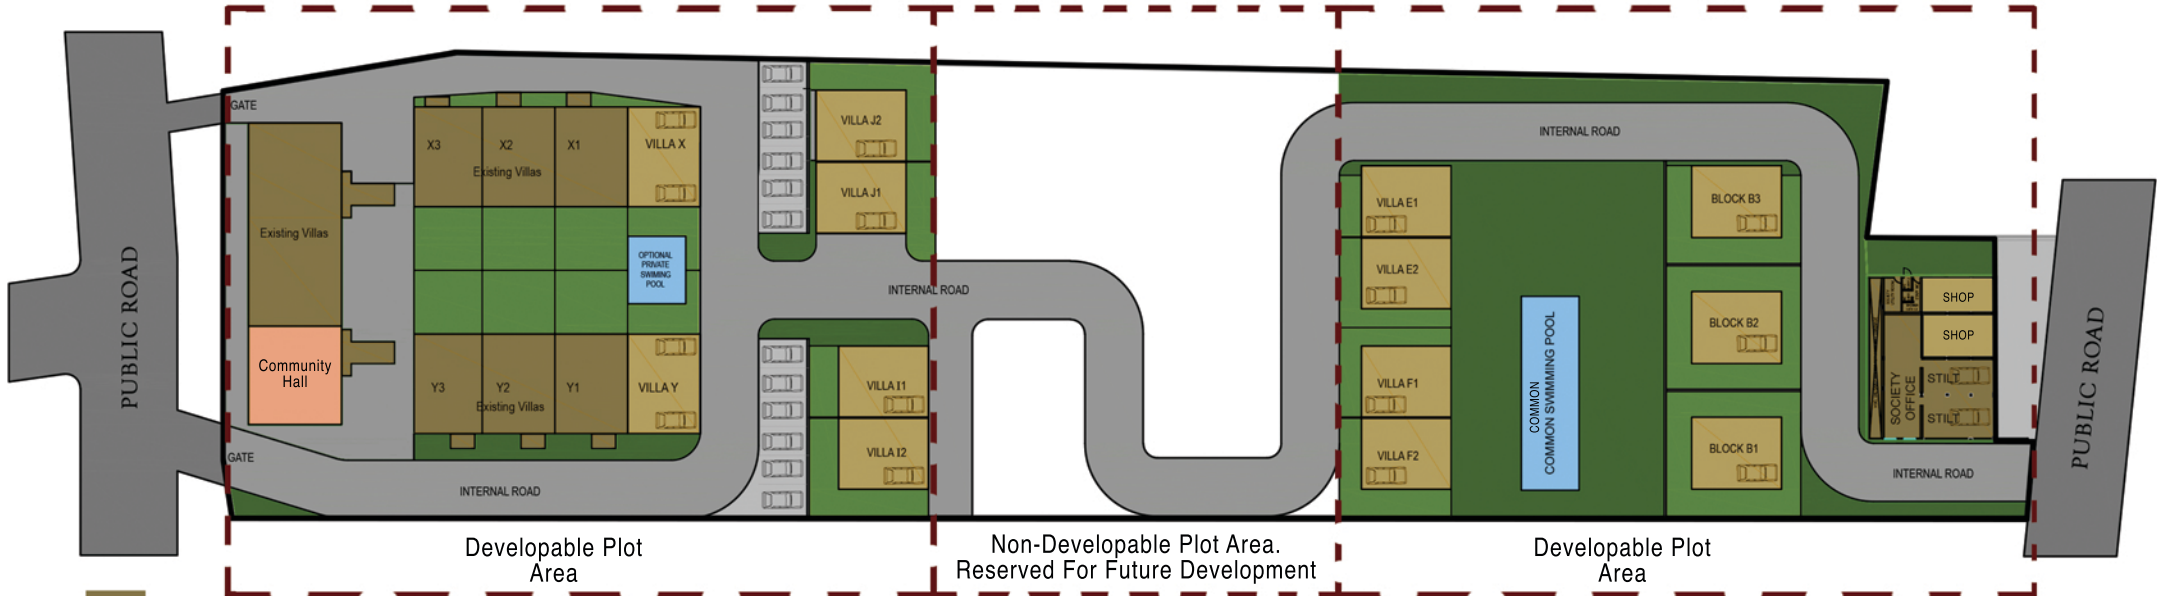 PUBLIC ROAD
GATE
Existing Villas
Community
Hall
GATE
X3
X2
X1
Existing Villas
VILLA X
OPTIONAL
PRIVATE
SWIMING
POOL
Y3
Y2
Y1
Existing Villas
VILLA Y
INTERNAL ROAD
VILLA J2
VILLA J1
INTERNAL ROAD
VILLA I1
VILLA I2
INTERNAL ROAD
VILLA E1
VILLA E2
VILLA F1
VILLA F2
COMMON
COMMON SWIMMING POOL
BLOCK B3
BLOCK B2
BLOCK B1
SHOP
SHOP
SOCIETY
OFFICE
STILT
STILT
INTERNAL ROAD
PUBLIC ROAD
Developable Plot
Area
Non-Developable Plot Area.
Reserved For Future Development
Developable Plot
Area